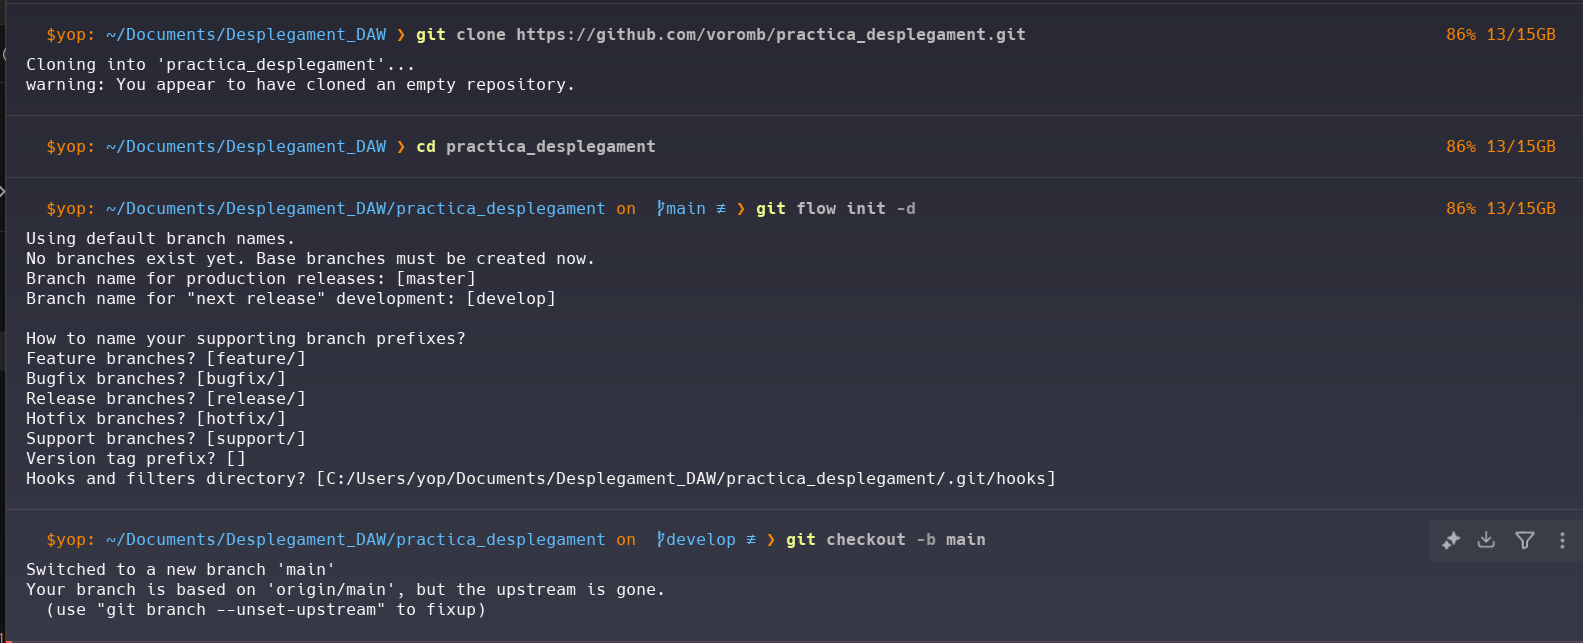 $yop: ~/Documents/Desplegament_DAW ❯ git clone https://github.com/voromb/practica_desplegament.git 86% 13/15GB
Cloning into 'practica_desplegament'...
warning: You appear to have cloned an empty repository.
$yop: ~/Documents/Desplegament_DAW ❯ cd practica_desplegament 86% 13/15GB
$yop: ~/Documents/Desplegament_DAW/practica_desplegament on main ≢ ❯ git flow init -d 86% 13/15GB
Using default branch names.
No branches exist yet. Base branches must be created now.
Branch name for production releases: [master]
Branch name for "next release" development: [develop]
How to name your supporting branch prefixes?
Feature branches? [feature/]
Bugfix branches? [bugfix/]
Release branches? [release/]
Hotfix branches? [hotfix/]
Support branches? [support/]
Version tag prefix? []
Hooks and filters directory? [C:/Users/yop/Documents/Desplegament_DAW/practica_desplegament/.git/hooks]
$yop: ~/Documents/Desplegament_DAW/practica_desplegament on develop ≢ ❯ git checkout -b main
Switched to a new branch 'main'
Your branch is based on 'origin/main', but the upstream is gone.
(use "git branch --unset-upstream" to fixup)